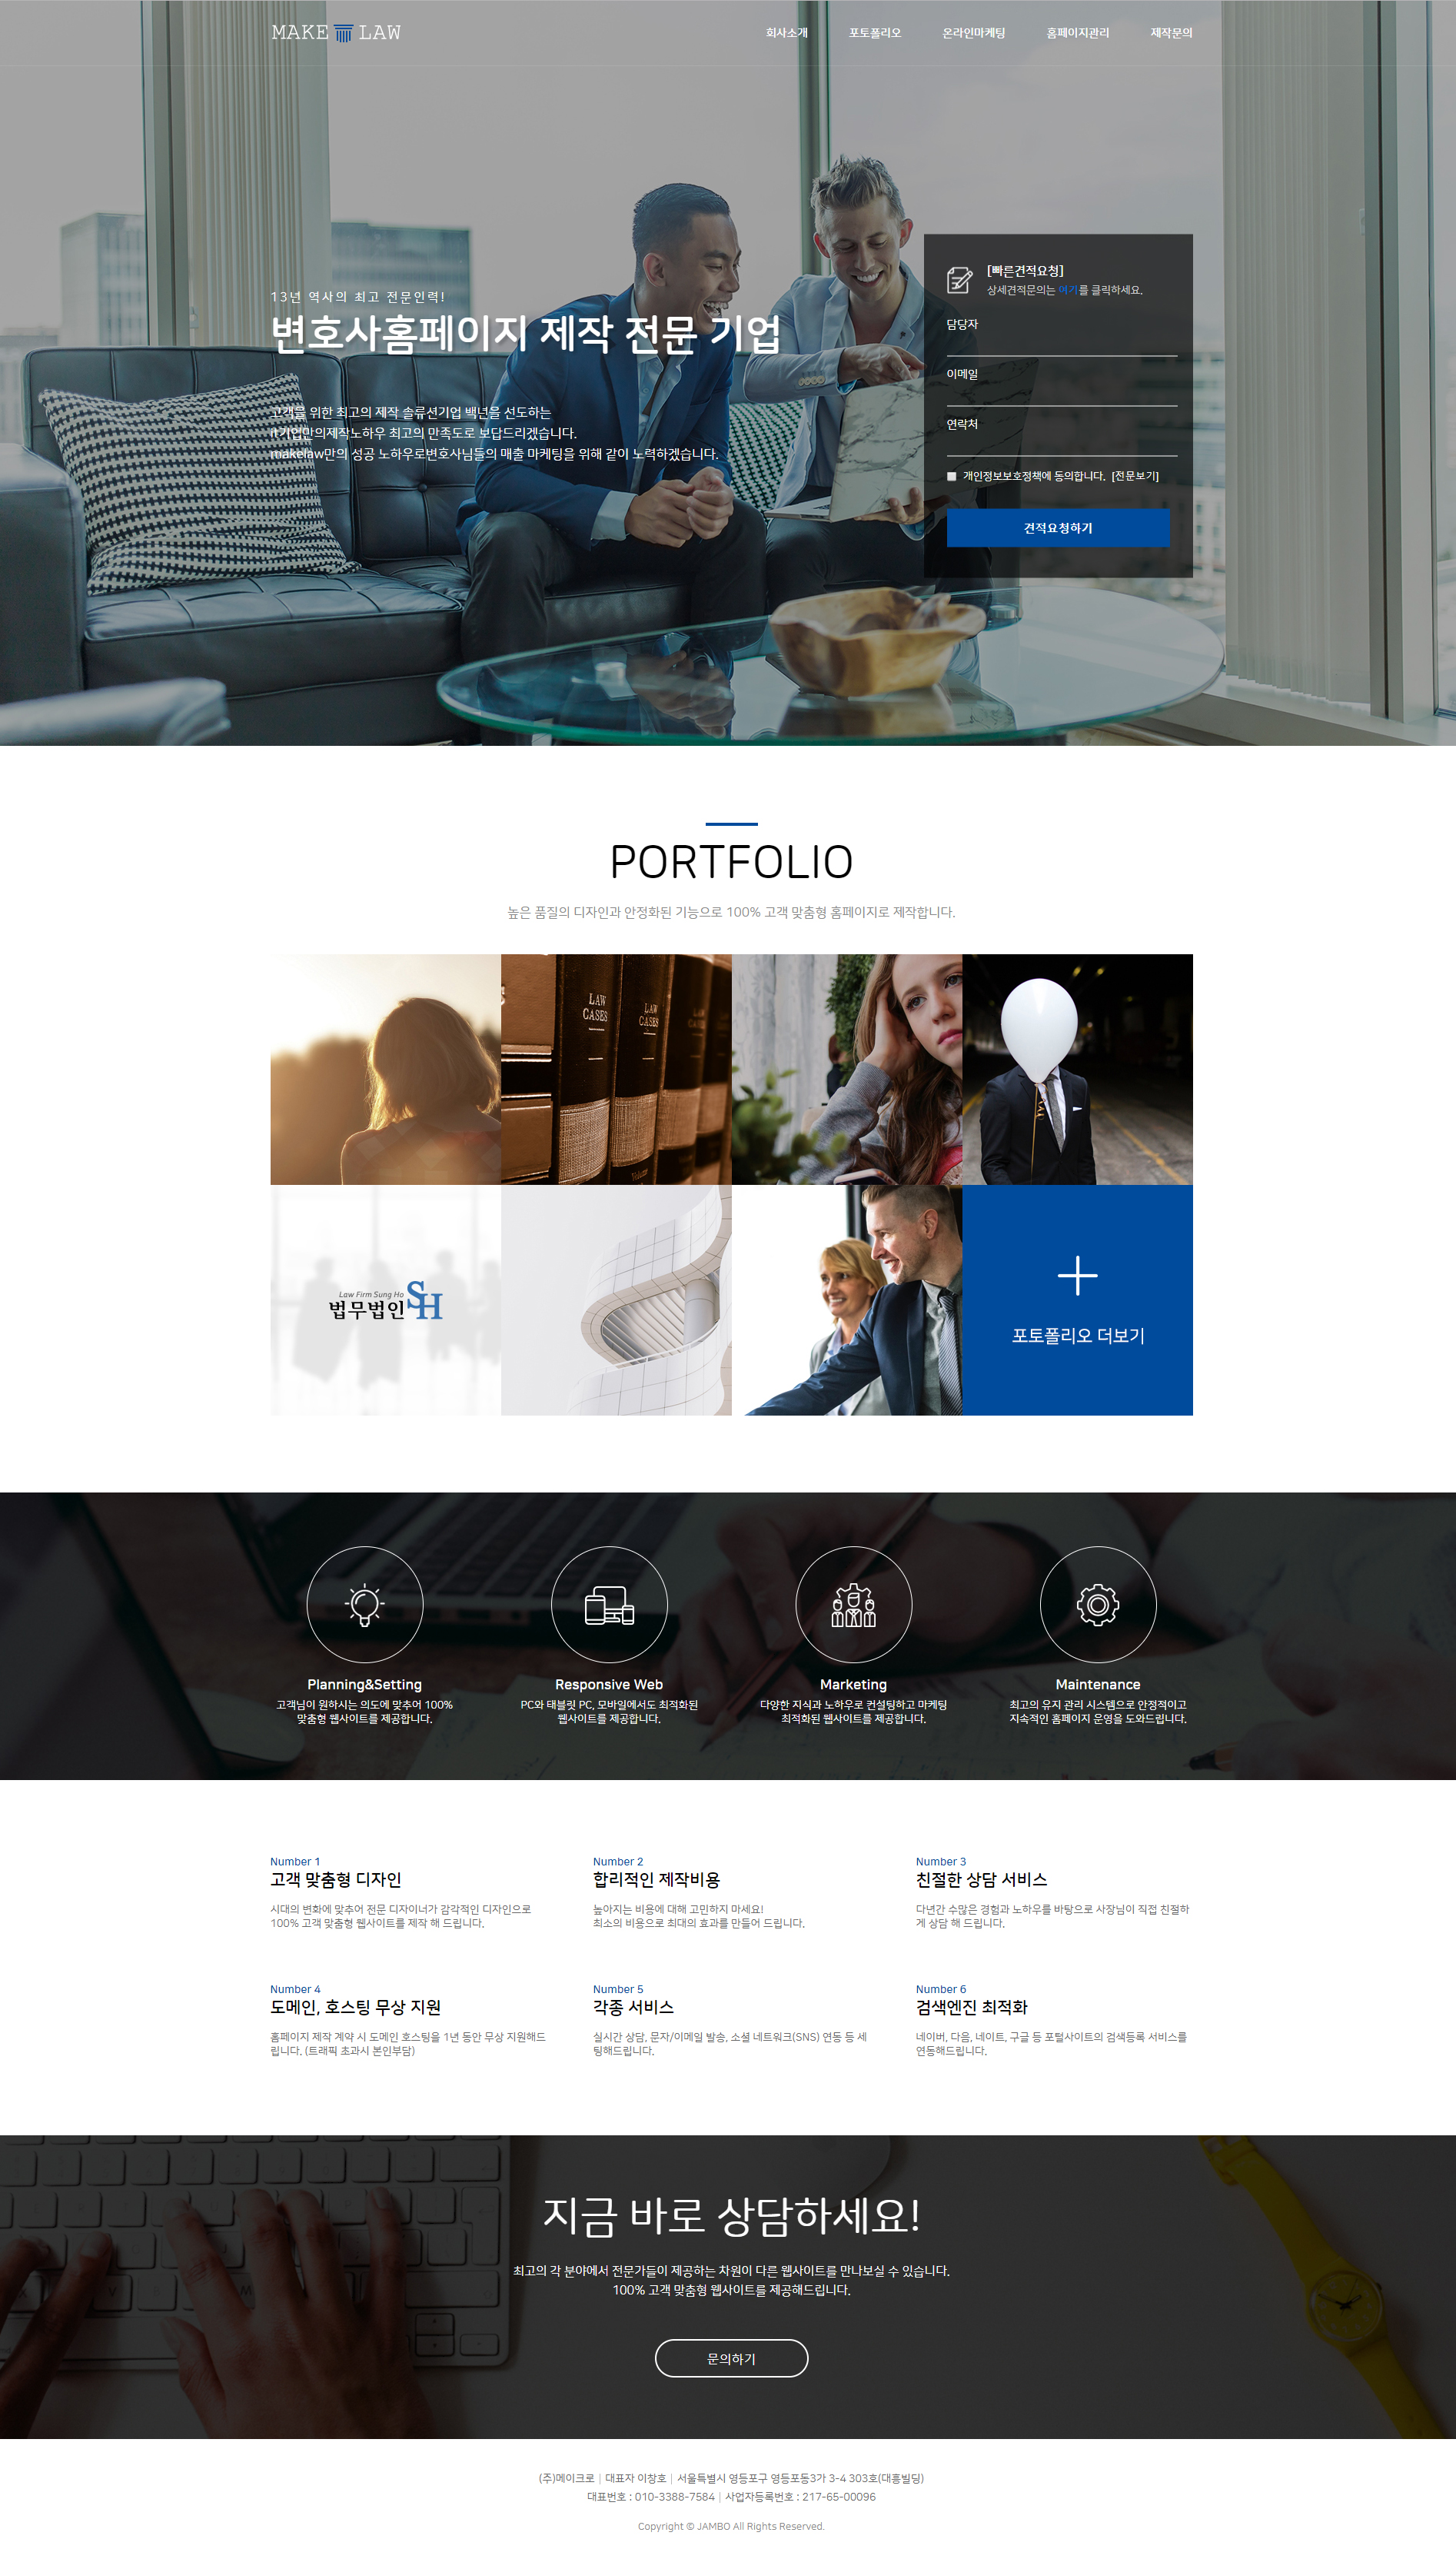 MAKE LAW
회사소개 포토폴리오 온라인마케팅 홈페이지관리 제작문의
13년 역사의 최고 전문인력!
변호사홈페이지 제작 전문 기업
고객을 위한 최고의 제작 솔류션기업 백년을 선도하는
it기업만의제작노하우 최고의 만족도로 보답드리겠습니다.
makelaw만의 성공 노하우로변호사님들의 매출 마케팅을 위해 같이 노력하겠습니다.
[빠른견적요청]
상세견적문의는 여기를 클릭하세요.
담당자
이메일
연락처
개인정보보호정책에 동의합니다. [전문보기]
견적요청하기
PORTFOLIO
높은 품질의 디자인과 안정화된 기능으로 100% 고객 맞춤형 홈페이지로 제작합니다.
LAW CASES
LAW CASES
Law Firm Sung Ho
법무법인 SH
포토폴리오 더보기
Planning&Setting
고객님이 원하시는 의도에 맞추어 100%
맞춤형 웹사이트를 제공합니다.
Responsive Web
PC와 태블릿 PC, 모바일에서도 최적화된
웹사이트를 제공합니다.
Marketing
다양한 지식과 노하우로 컨설팅하고 마케팅
최적화된 웹사이트를 제공합니다.
Maintenance
최고의 유지 관리 시스템으로 안정적이고
지속적인 홈페이지 운영을 도와드립니다.
Number 1
고객 맞춤형 디자인
시대의 변화에 맞추어 전문 디자이너가 감각적인 디자인으로
100% 고객 맞춤형 웹사이트를 제작 해 드립니다.
Number 2
합리적인 제작비용
높아지는 비용에 대해 고민하지 마세요!
최소의 비용으로 최대의 효과를 만들어 드립니다.
Number 3
친절한 상담 서비스
다년간 수많은 경험과 노하우를 바탕으로 사장님이 직접 친절하
게 상담 해 드립니다.
Number 4
도메인, 호스팅 무상 지원
홈페이지 제작 계약 시 도메인 호스팅을 1년 동안 무상 지원해드
립니다. (트래픽 초과시 본인부담)
Number 5
각종 서비스
실시간 상담, 문자/이메일 발송, 소셜 네트워크(SNS) 연동 등 세
팅해드립니다.
Number 6
검색엔진 최적화
네이버, 다음, 네이트, 구글 등 포털사이트의 검색등록 서비스를
연동해드립니다.
지금 바로 상담하세요!
최고의 각 분야에서 전문가들이 제공하는 차원이 다른 웹사이트를 만나보실 수 있습니다.
100% 고객 맞춤형 웹사이트를 제공해드립니다.
문의하기
(주)메이크로 | 대표자 이창호 | 서울특별시 영등포구 영등포동3가 3-4 303호(대흥빌딩)
대표번호 : 010-3388-7584 | 사업자등록번호 : 217-65-00096
Copyright © JAMBO All Rights Reserved.